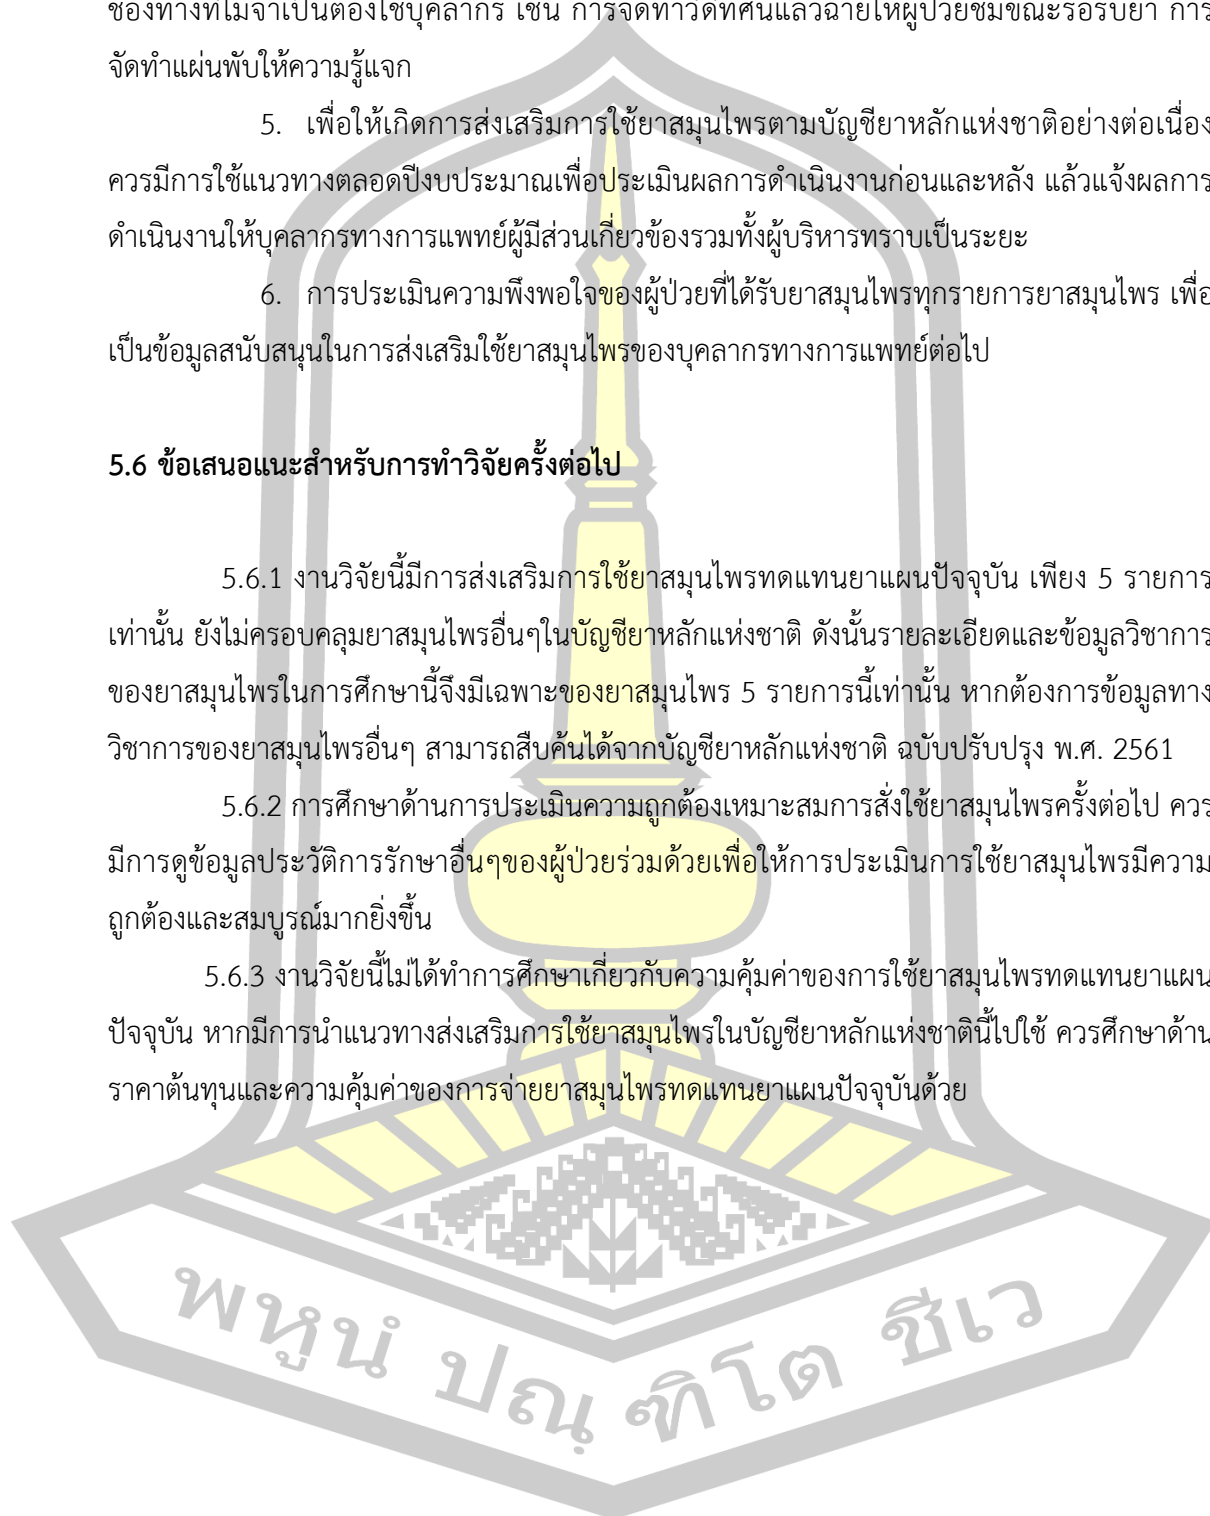 ช่องทางที่ไม่จำเป็นต้องใช้บุคลากร เช่น การจัดทำวีดีทัศน์แล้วฉายให้ผู้ป่วยชมขณะรอรับยา การ
จัดทำแผ่นพับให้ความรู้แจก
5. เพื่อให้เกิดการส่งเสริมการใช้ยาสมุนไพรตามบัญชียาหลักแห่งชาติอย่างต่อเนื่อง
ควรมีการใช้แนวทางตลอดปีงบประมาณเพื่อประเมินผลการดำเนินงานก่อนและหลัง แล้วแจ้งผลการ
ดำเนินงานให้บุคลากรทางการแพทย์ผู้มีส่วนเกี่ยวข้องรวมทั้งผู้บริหารทราบเป็นระยะ
6. การประเมินความพึงพอใจของผู้ป่วยที่ได้รับยาสมุนไพรทุกรายการยาสมุนไพร เพื่อ
เป็นข้อมูลสนับสนุนในการส่งเสริมใช้ยาสมุนไพรของบุคลากรทางการแพทย์ต่อไป
5.6 ข้อเสนอแนะสำหรับการทำวิจัยครั้งต่อไป
5.6.1 งานวิจัยนี้มีการส่งเสริมการใช้ยาสมุนไพรทดแทนยาแผนปัจจุบัน เพียง 5 รายการ
เท่านั้น ยังไม่ครอบคลุมยาสมุนไพรอื่นๆในบัญชียาหลักแห่งชาติ ดังนั้นรายละเอียดและข้อมูลวิชาการ
ของยาสมุนไพรในการศึกษานี้จึงมีเฉพาะของยาสมุนไพร 5 รายการนี้เท่านั้น หากต้องการข้อมูลทาง
วิชาการของยาสมุนไพรอื่นๆ สามารถสืบค้นได้จากบัญชียาหลักแห่งชาติ ฉบับปรับปรุง พ.ศ. 2561
5.6.2 การศึกษาด้านการประเมินความถูกต้องเหมาะสมการสั่งใช้ยาสมุนไพรครั้งต่อไป ควร
มีการดูข้อมูลประวัติการรักษาอื่นๆของผู้ป่วยร่วมด้วยเพื่อให้การประเมินการใช้ยาสมุนไพรมีความ
ถูกต้องและสมบูรณ์มากยิ่งขึ้น
5.6.3 งานวิจัยนี้ไม่ได้ทำการศึกษาเกี่ยวกับความคุ้มค่าของการใช้ยาสมุนไพรทดแทนยาแผน
ปัจจุบัน หากมีการนำแนวทางส่งเสริมการใช้ยาสมุนไพรในบัญชียาหลักแห่งชาตินี้ไปใช้ ควรศึกษาด้าน
ราคาต้นทุนและความคุ้มค่าของการจ่ายยาสมุนไพรทดแทนยาแผนปัจจุบันด้วย
พหูนํ ปณฺฑิโต ชีเว